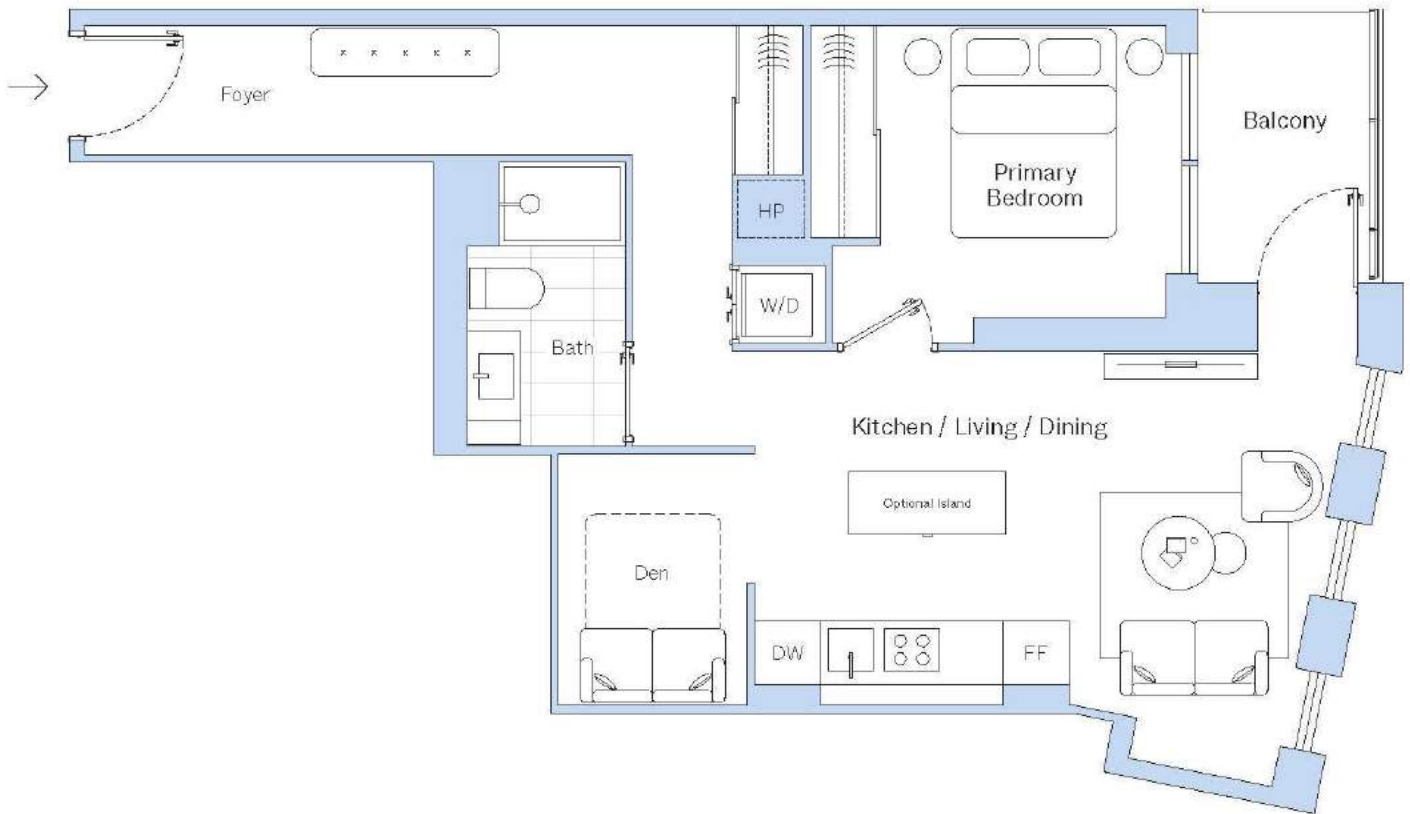 Foyer
Balcony
Primary
Bedroom
HP
W/D
Bath
Kitchen / Living / Dining
Optional Island
Den
DW
FF